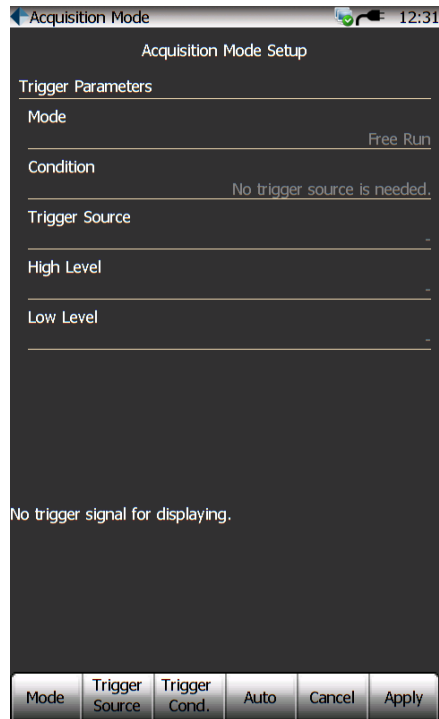 Acquisition Mode 12:31
Acquisition Mode Setup
Trigger Parameters
Mode
Free Run
Condition
No trigger source is needed.
Trigger Source
-
High Level
-
Low Level
-
No trigger signal for displaying.
Mode Trigger Source Trigger Cond. Auto Cancel Apply